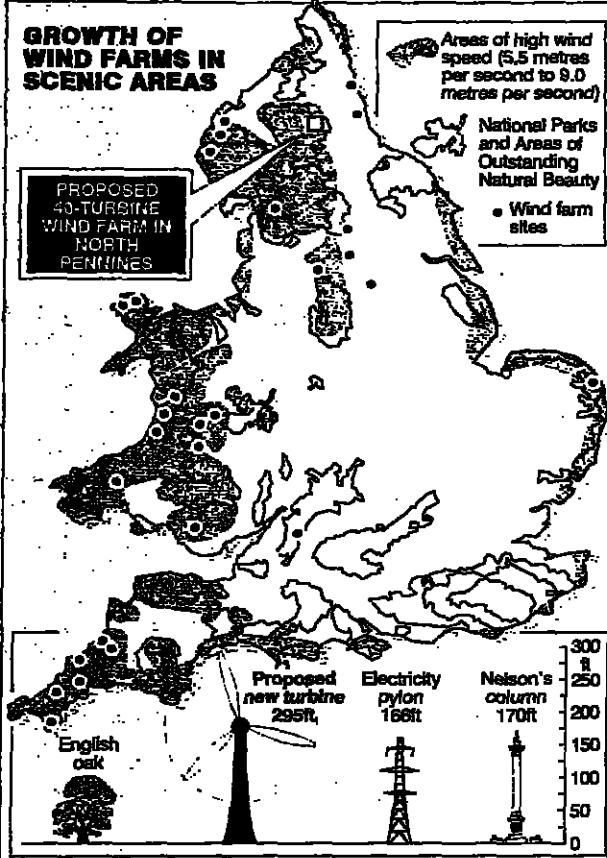 GROWTH OF
WIND FARMS IN
SCENIC AREAS
Areas of high wind
speed (5.5 metres
per second to 9.0
metres per second)
National Parks
and Areas of
Outstanding
Natural Beauty
Wind farm
sites
PROPOSED
40-TURBINE
WIND FARM IN
NORTH
PENNINES
English
oak
Proposed
new turbine
295ft
Electricity
pylon
166ft
Nelson's
column
170ft
300
ft
250
200
150
100
50
0